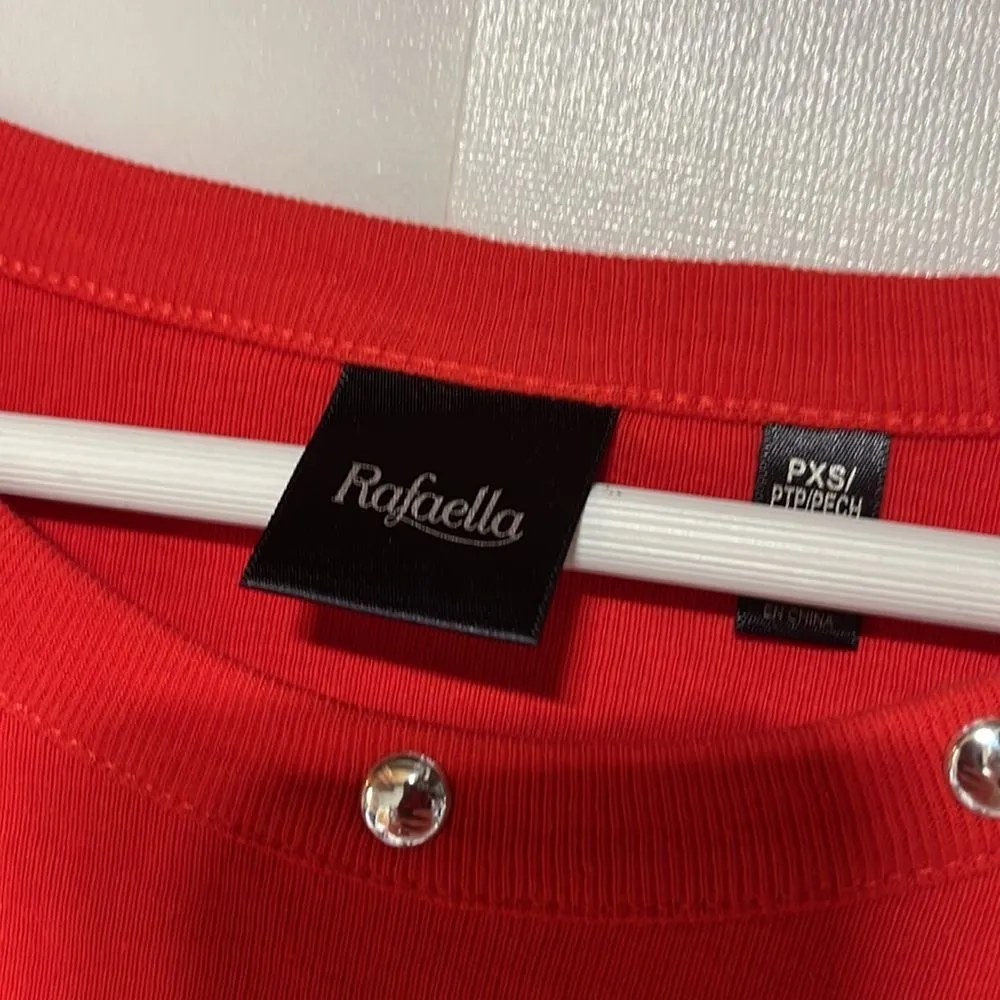 Rafaella
PXS/
PTP/PECH
EN CHINA